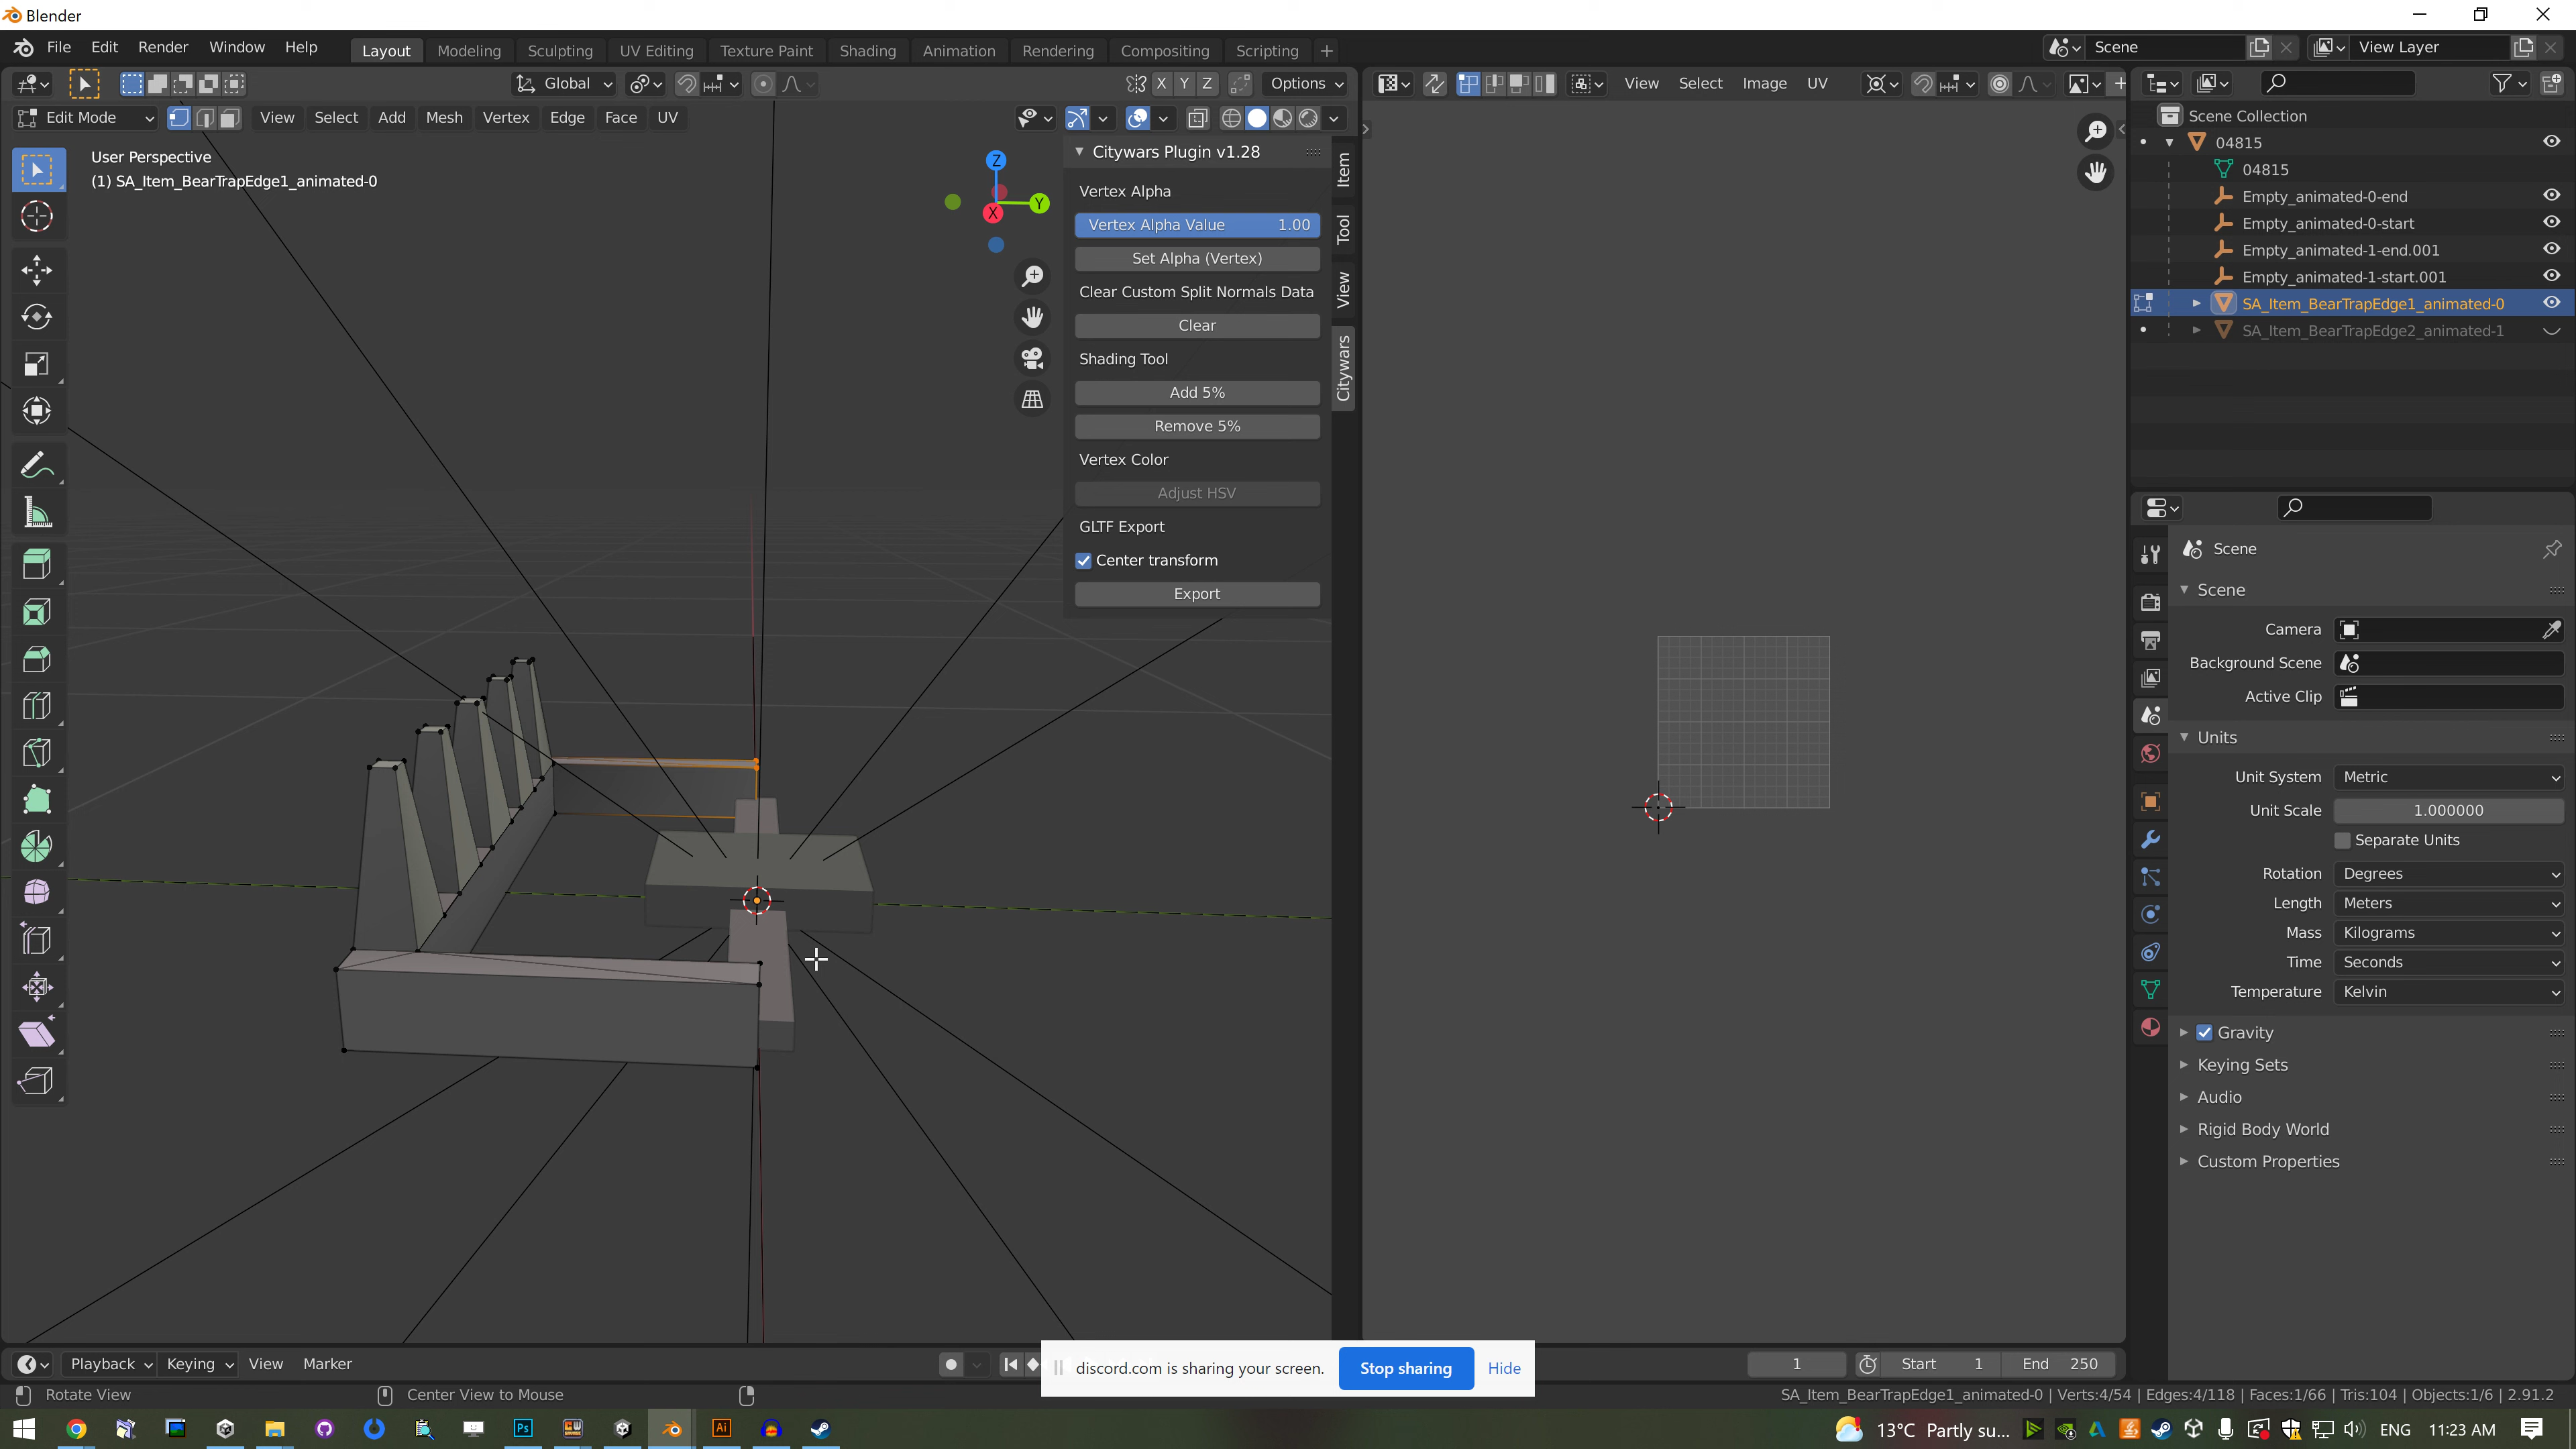 Blender
File Edit Render Window Help
Layout Modeling Sculpting UV Editing Texture Paint Shading Animation Rendering Compositing Scripting +
Scene
View Layer
Global
X Y Z
Options
View Select Image UV
Edit Mode
View Select Add Mesh Vertex Edge Face UV
User Perspective
(1) SA_Item_BearTrapEdge1_animated-0
Z
Y
X
Citywars Plugin v1.28
Vertex Alpha
Vertex Alpha Value 1.00
Set Alpha (Vertex)
Clear Custom Split Normals Data
Clear
Shading Tool
Add 5%
Remove 5%
Vertex Color
Adjust HSV
GLTF Export
Center transform
Export
Item
Tool
View
Citywars
Scene Collection
04815
04815
Empty_animated-0-end
Empty_animated-0-start
Empty_animated-1-end.001
Empty_animated-1-start.001
SA_Item_BearTrapEdge1_animated-0
SA_Item_BearTrapEdge2_animated-1
Scene
Scene
Camera
Background Scene
Active Clip
Units
Unit System Metric
Unit Scale 1.000000
Separate Units
Rotation Degrees
Length Meters
Mass Kilograms
Time Seconds
Temperature Kelvin
Gravity
Keying Sets
Audio
Rigid Body World
Custom Properties
Playback Keying View Marker
1
Start 1
End 250
discord.com is sharing your screen. Stop sharing Hide
Rotate View
Center View to Mouse
SA_Item_BearTrapEdge1_animated-0 | Verts:4/54 | Edges:4/118 | Faces:1/66 | Tris:104 | Objects:1/6 | 2.91.2
Ps
Ai
13°C Partly su...
ENG
11:23 AM